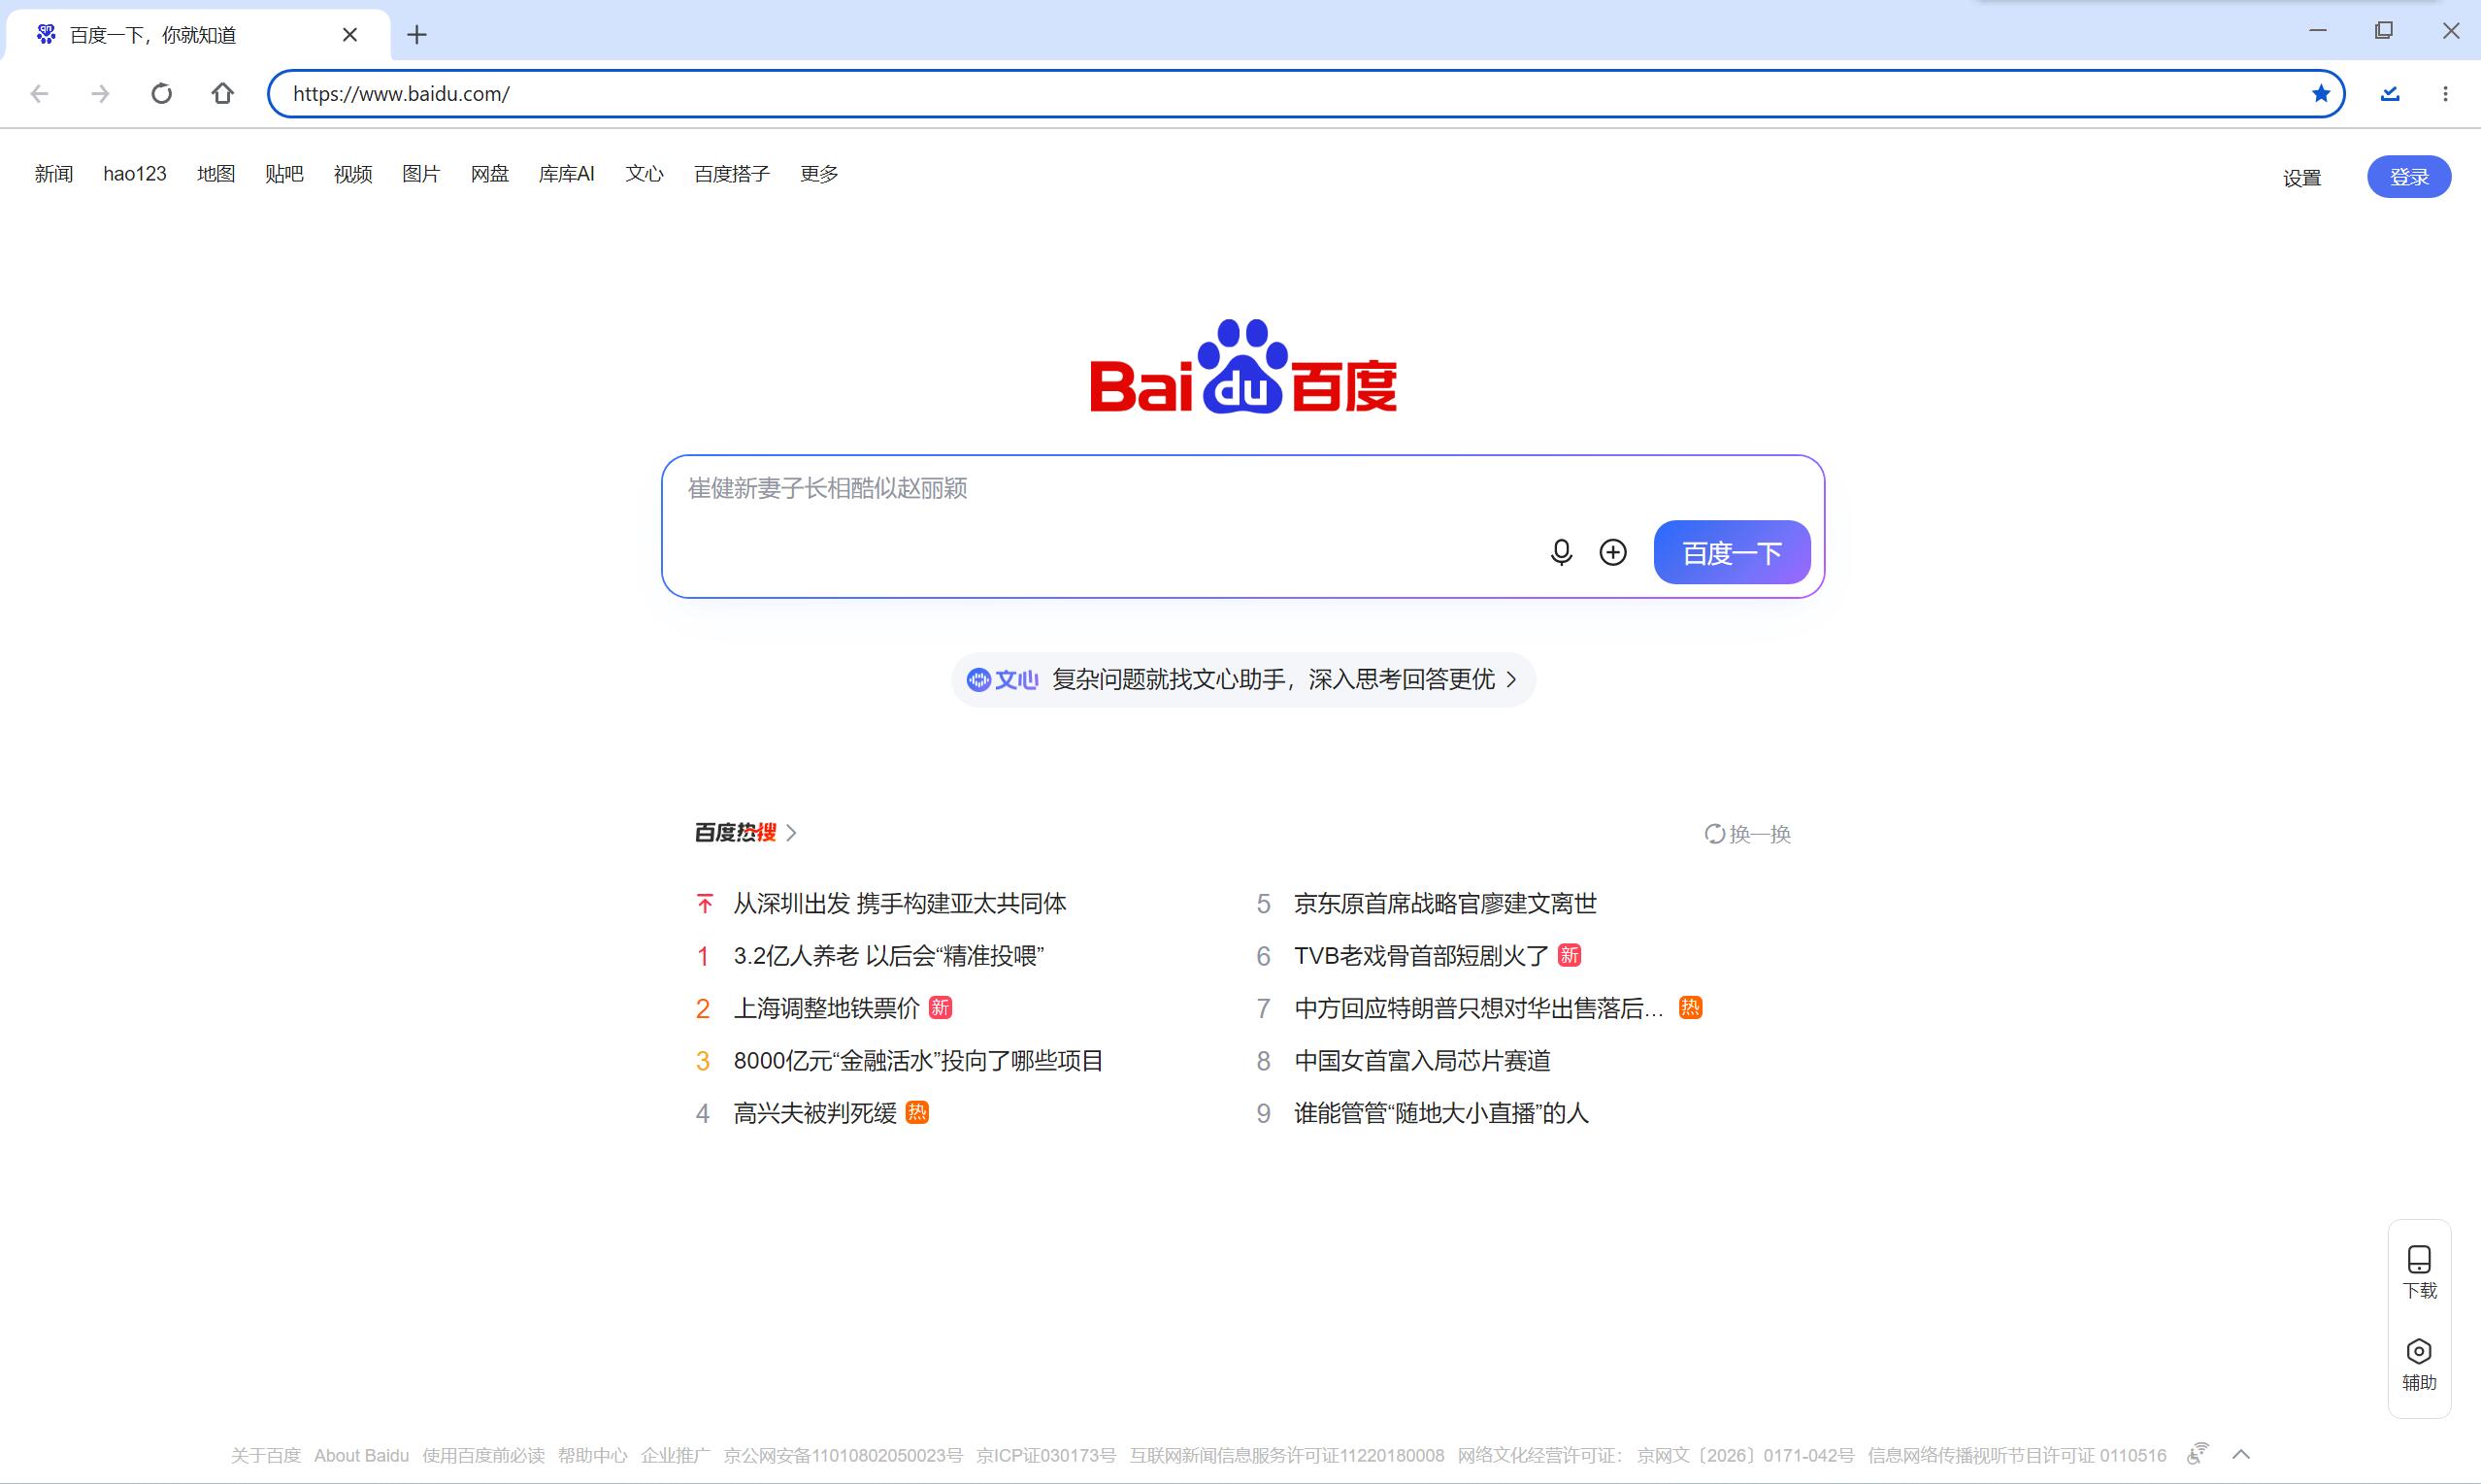 百度一下，你就知道
https://www.baidu.com/
新闻 hao123 地图 贴吧 视频 图片 网盘 库库AI 文心 百度搭子 更多 设置 登录
Bai du 百度
崔健新妻子长相酷似赵丽颖
百度一下
文心 复杂问题就找文心助手，深入思考回答更优
百度热搜 换一换
从深圳出发 携手构建亚太共同体
1 3.2亿人养老 以后会“精准投喂”
2 上海调整地铁票价 新
3 8000亿元“金融活水”投向了哪些项目
4 高兴夫被判死缓 热
5 京东原首席战略官廖建文离世
6 TVB老戏骨首部短剧火了 新
7 中方回应特朗普只想对华出售落后... 热
8 中国女首富入局芯片赛道
9 谁能管管“随地大小直播”的人
下载
辅助
关于百度 About Baidu 使用百度前必读 帮助中心 企业推广 京公网安备11010802050023号 京ICP证030173号 互联网新闻信息服务许可证11220180008 网络文化经营许可证： 京网文〔2026〕0171-042号 信息网络传播视听节目许可证 0110516